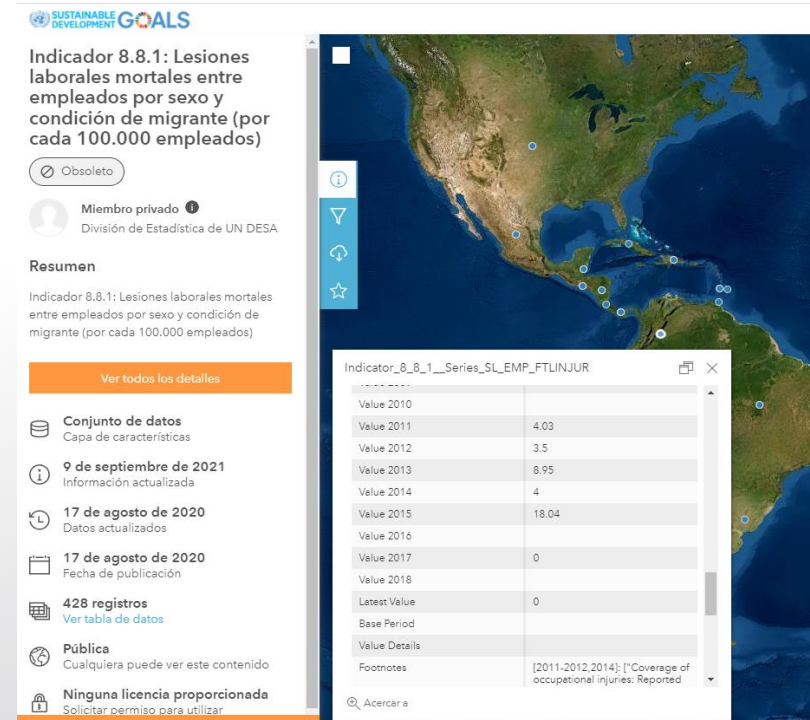 SUSTAINABLE DEVELOPMENT GOALS
Indicador 8.8.1: Lesiones
laborales mortales entre
empleados por sexo y
condición de migrante (por
cada 100.000 empleados)
Obsoleto
Miembro privado
División de Estadística de UN DESA
Resumen
Indicador 8.8.1: Lesiones laborales mortales
entre empleados por sexo y condición de
migrante (por cada 100.000 empleados)
Ver todos los detalles
Conjunto de datos
Capa de características
9 de septiembre de 2021
Información actualizada
17 de agosto de 2020
Datos actualizados
17 de agosto de 2020
Fecha de publicación
428 registros
Ver tabla de datos
Pública
Cualquiera puede ver este contenido
Ninguna licencia proporcionada
Solicitar permiso para utilizar
Indicator_8_8_1__Series_SL_EMP_FTLINJUR
Value 2010
Value 2011 4.03
Value 2012 3.5
Value 2013 8.95
Value 2014 4
Value 2015 18.04
Value 2016
Value 2017 0
Value 2018
Latest Value 0
Base Period
Value Details
Footnotes [2011-2012,2014]: ["Coverage of
occupational injuries: Reported
Acercar a